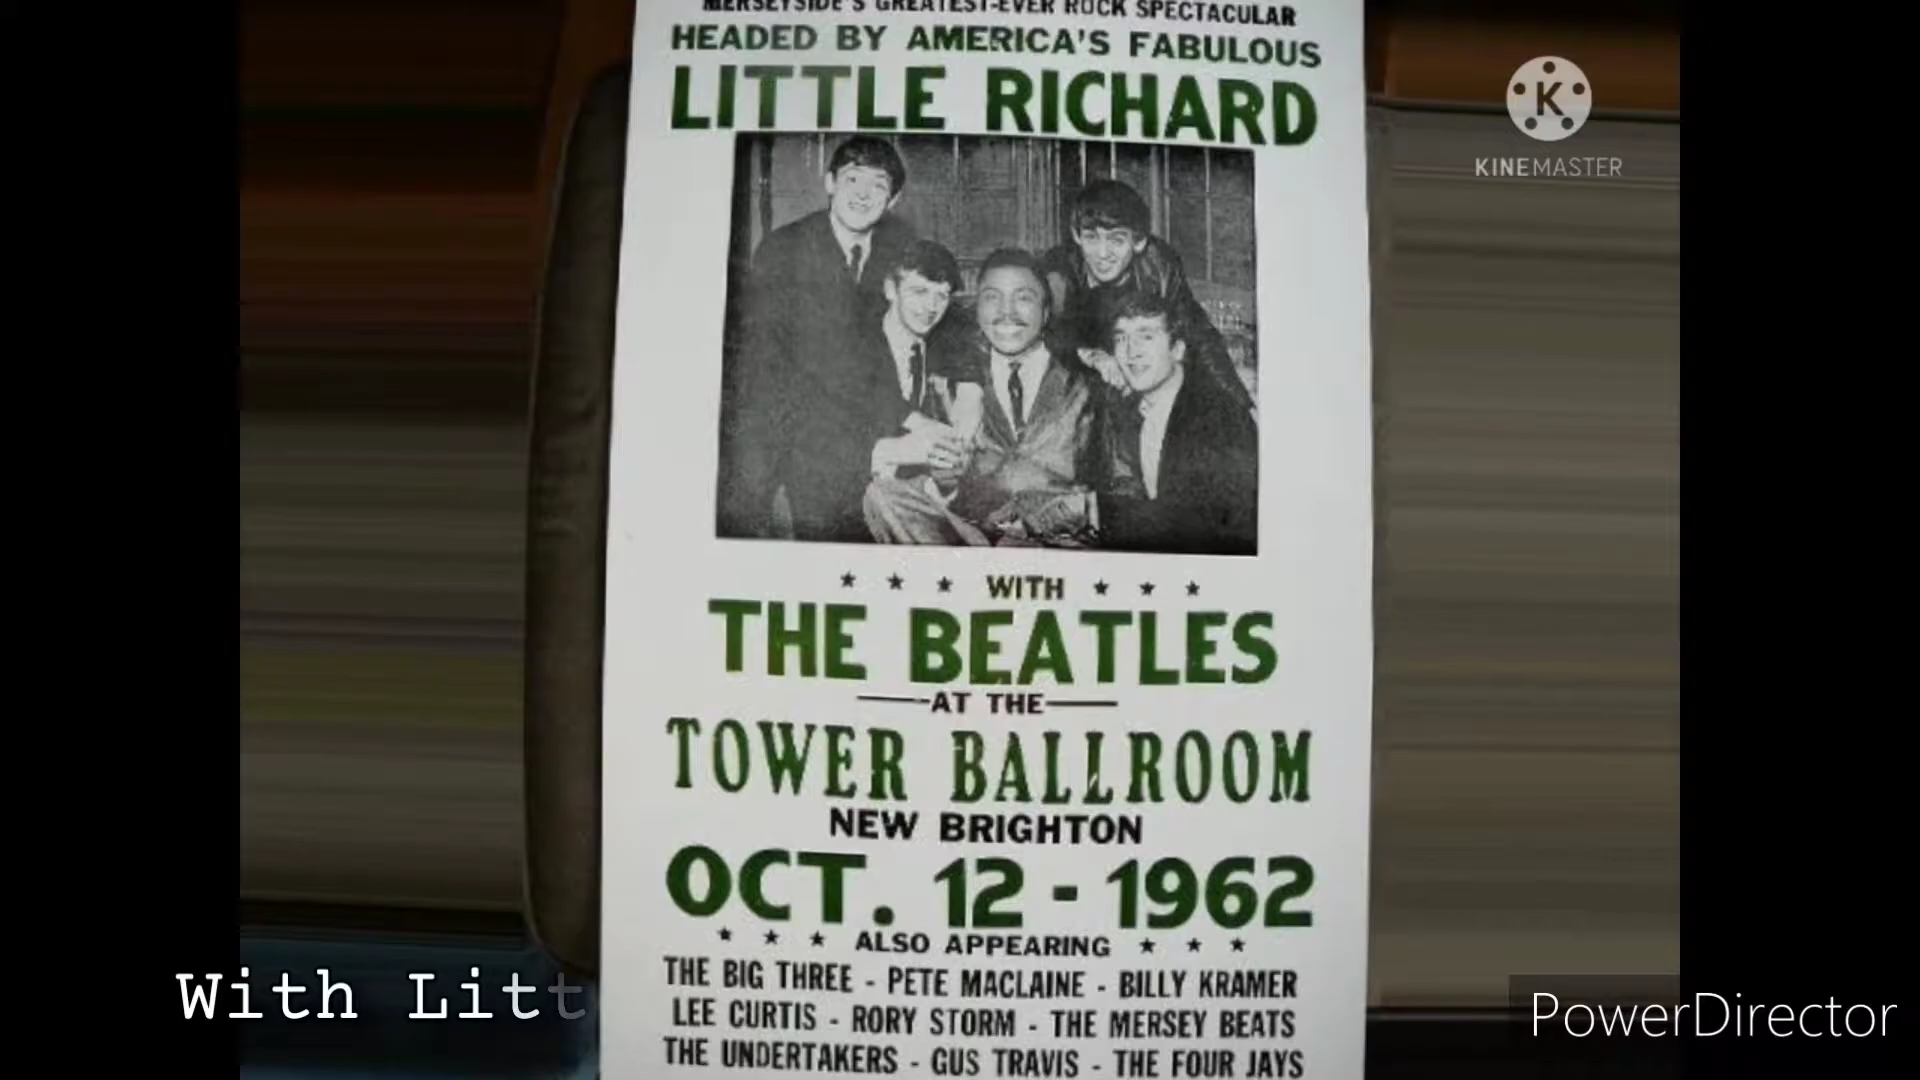 MERSEYSIDE'S GREATEST-EVER ROCK SPECTACULAR
HEADED BY AMERICA'S FABULOUS
LITTLE RICHARD
K
KINEMASTER
* * * WITH * * *
THE BEATLES
AT THE
TOWER BALLROOM
NEW BRIGHTON
OCT. 12 - 1962
* * * ALSO APPEARING * * *
THE BIG THREE - PETE MACLAINE - BILLY KRAMER
LEE CURTIS - RORY STORM - THE MERSEY BEATS
THE UNDERTAKERS - GUS TRAVIS - THE FOUR JAYS
With Litt
PowerDirector